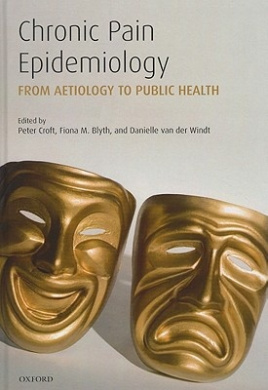 Chronic Pain
Epidemiology
FROM AETIOLOGY TO PUBLIC HEALTH
Edited by
Peter Croft, Fiona M. Blyth, and Danielle van der Windt
OXFORD